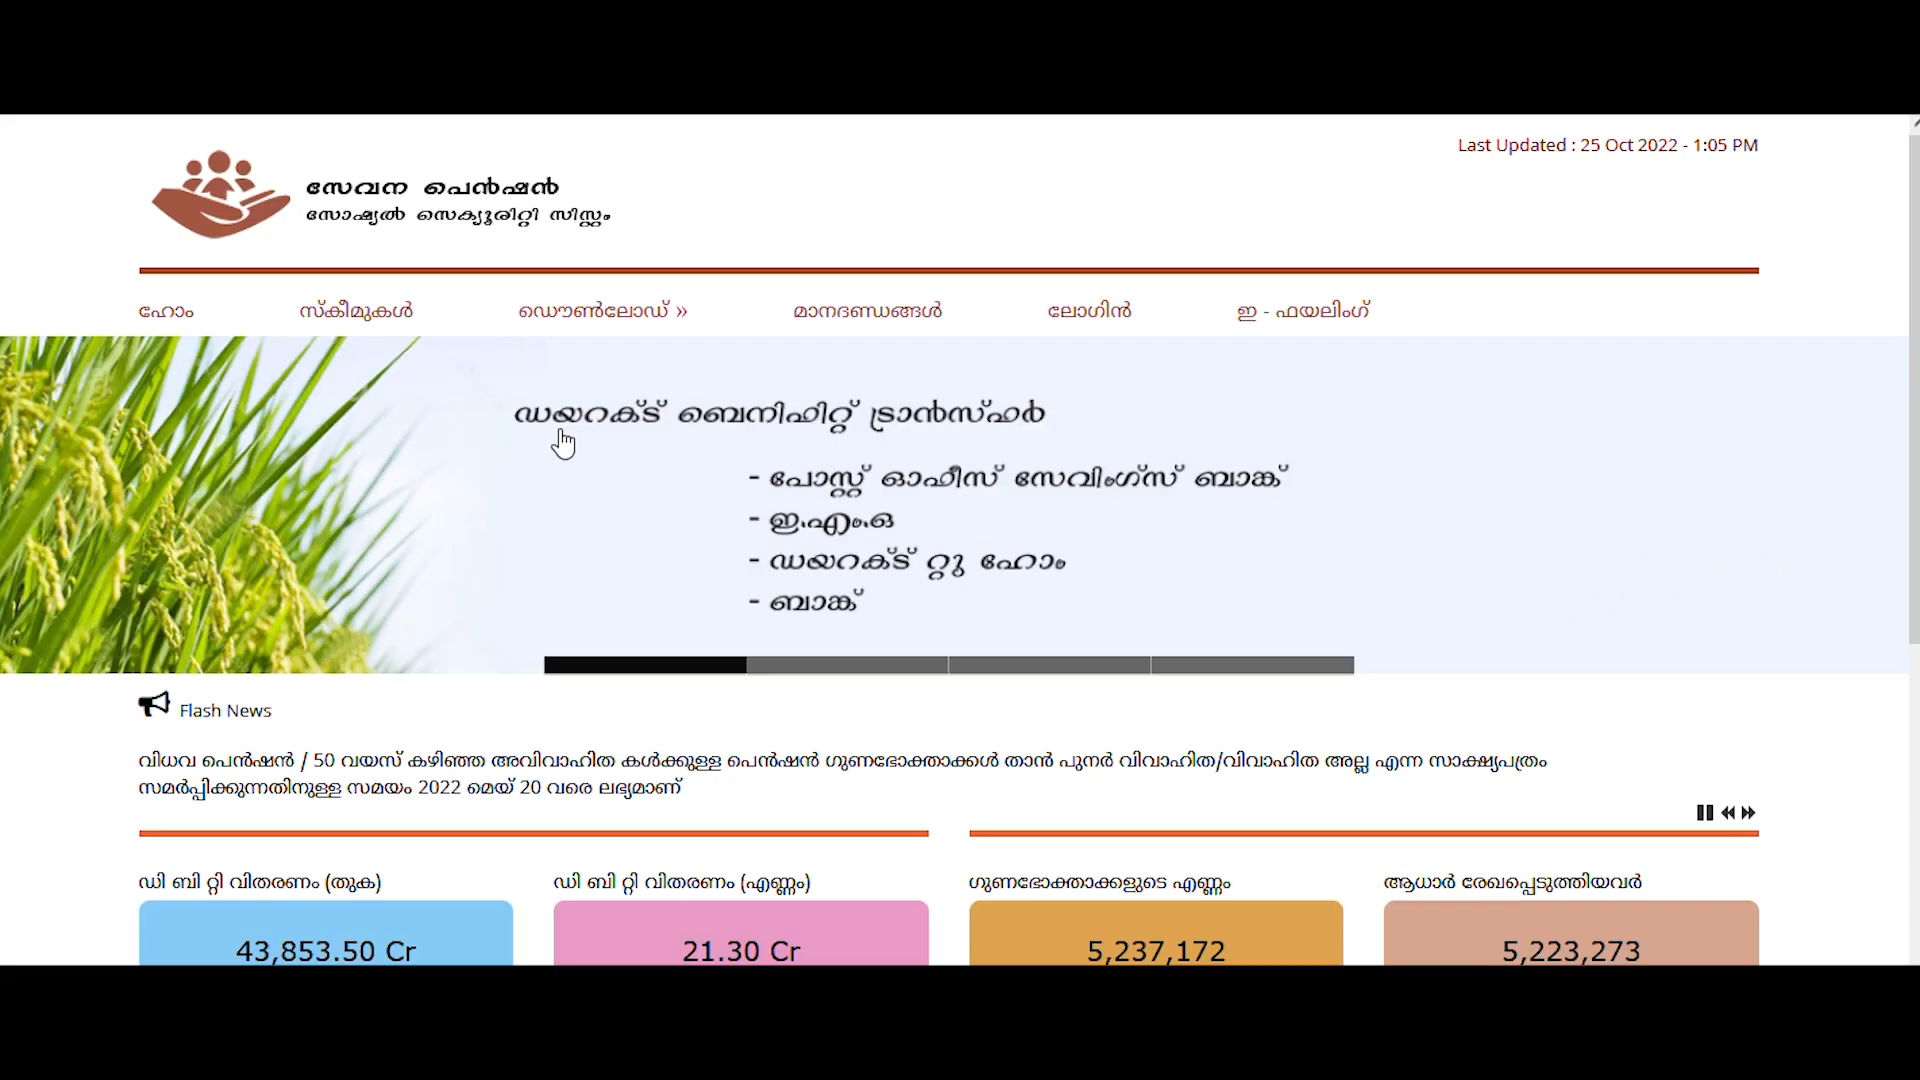 Last Updated : 25 Oct 2022 - 1:05 PM
സേവന പെൻഷൻ
സോഷ്യൽ സെക്യൂരിറ്റി സിസ്റ്റം
ഹോം സ്കീമുകൾ ഡൌൺലോഡ് » മാനദണ്ഡങ്ങൾ ലോഗിൻ ഇ - ഫയലിംഗ്
ഡയറക്ട് ബെനിഫിറ്റ് ട്രാൻസ്ഫർ
- പോസ്റ്റ് ഓഫീസ് സേവിംഗ്സ് ബാങ്ക്
- ഇ.എം.ഒ
- ഡയറക്ട് റ്റു ഹോം
- ബാങ്ക്
Flash News
വിധവ പെൻഷൻ / 50 വയസ് കഴിഞ്ഞ അവിവാഹിത കൾക്കുള്ള പെൻഷൻ ഗുണഭോക്താക്കൾ താൻ പുനർ വിവാഹിത/വിവാഹിത അല്ല എന്ന സാക്ഷ്യപത്രം
സമർപ്പിക്കുന്നതിനുള്ള സമയം 2022 മെയ് 20 വരെ ലഭ്യമാണ്
ഡി ബി റ്റി വിതരണം (തുക) ഡി ബി റ്റി വിതരണം (എണ്ണം) ഗുണഭോക്താക്കളുടെ എണ്ണം ആധാർ രേഖപ്പെടുത്തിയവർ
43,853.50 Cr 21.30 Cr 5,237,172 5,223,273